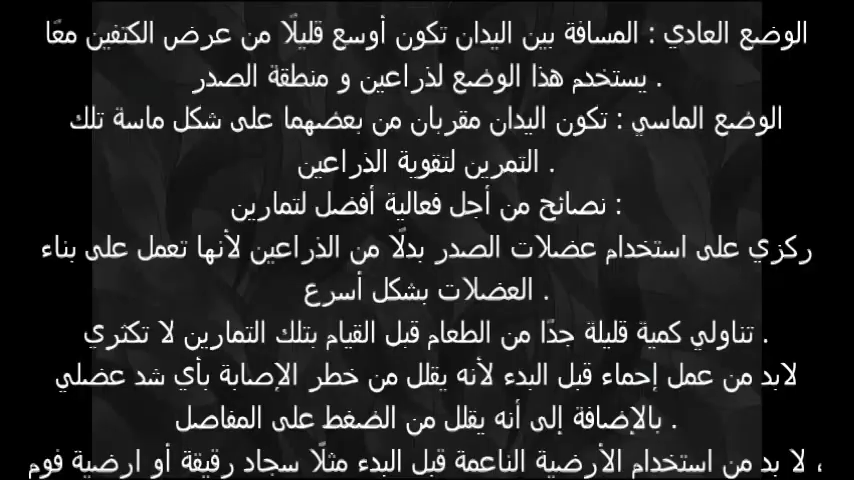 الوضع العادي : المسافة بين اليدان تكون أوسع قليلًا من عرض الكتفين معًا
يستخدم هذا الوضع لذراعين و منطقة الصدر .
الوضع الماسي : تكون اليدان مقربان من بعضهما على شكل ماسة تلك
التمرين لتقوية الذراعين .
نصائح من أجل فعالية أفضل لتمارين :
ركزي على استخدام عضلات الصدر بدلًا من الذراعين لأنها تعمل على بناء
العضلات بشكل أسرع .
تناولي كمية قليلة جدًا من الطعام قبل القيام بتلك التمارين لا تكثري .
لابد من عمل إحماء قبل البدء لأنه يقلل من خطر الإصابة بأي شد عضلي
بالإضافة إلى أنه يقلل من الضغط على المفاصل .
لا بد من استخدام الأرضية الناعمة قبل البدء مثلًا سجاد رقيقة أو ارضية فوم ،